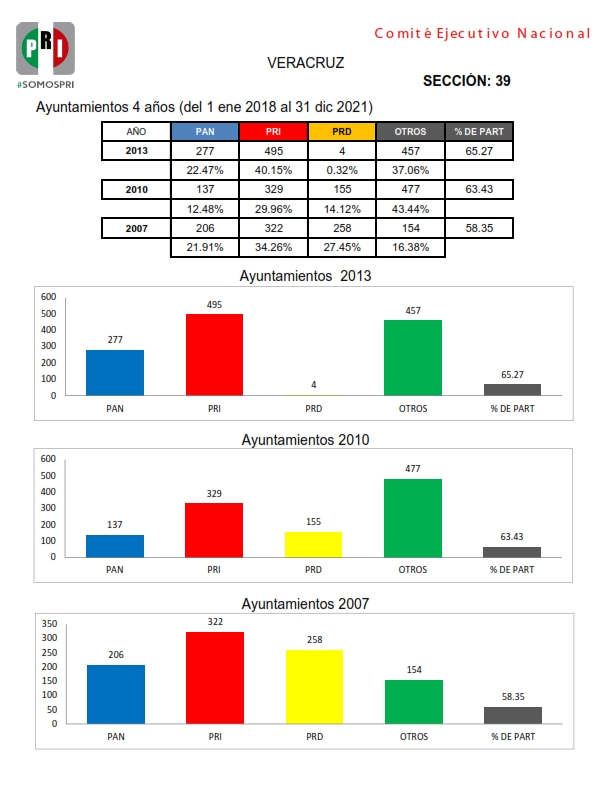 Comité Ejecutivo Nacional
PRI
#SOMOSPRI
VERACRUZ
SECCIÓN: 39
Ayuntamientos 4 años (del 1 ene 2018 al 31 dic 2021)
AÑO PAN PRI PRD OTROS % DE PART
2013 277 495 4 457 65.27
22.47% 40.15% 0.32% 37.06%
2010 137 329 155 477 63.43
12.48% 29.96% 14.12% 43.44%
2007 206 322 258 154 58.35
21.91% 34.26% 27.45% 16.38%
Ayuntamientos 2013
600
500
400
300
200
100
0
277 495 4 457 65.27
PAN PRI PRD OTROS % DE PART
Ayuntamientos 2010
600
500
400
300
200
100
0
137 329 155 477 63.43
PAN PRI PRD OTROS % DE PART
Ayuntamientos 2007
350
300
250
200
150
100
50
0
206 322 258 154 58.35
PAN PRI PRD OTROS % DE PART